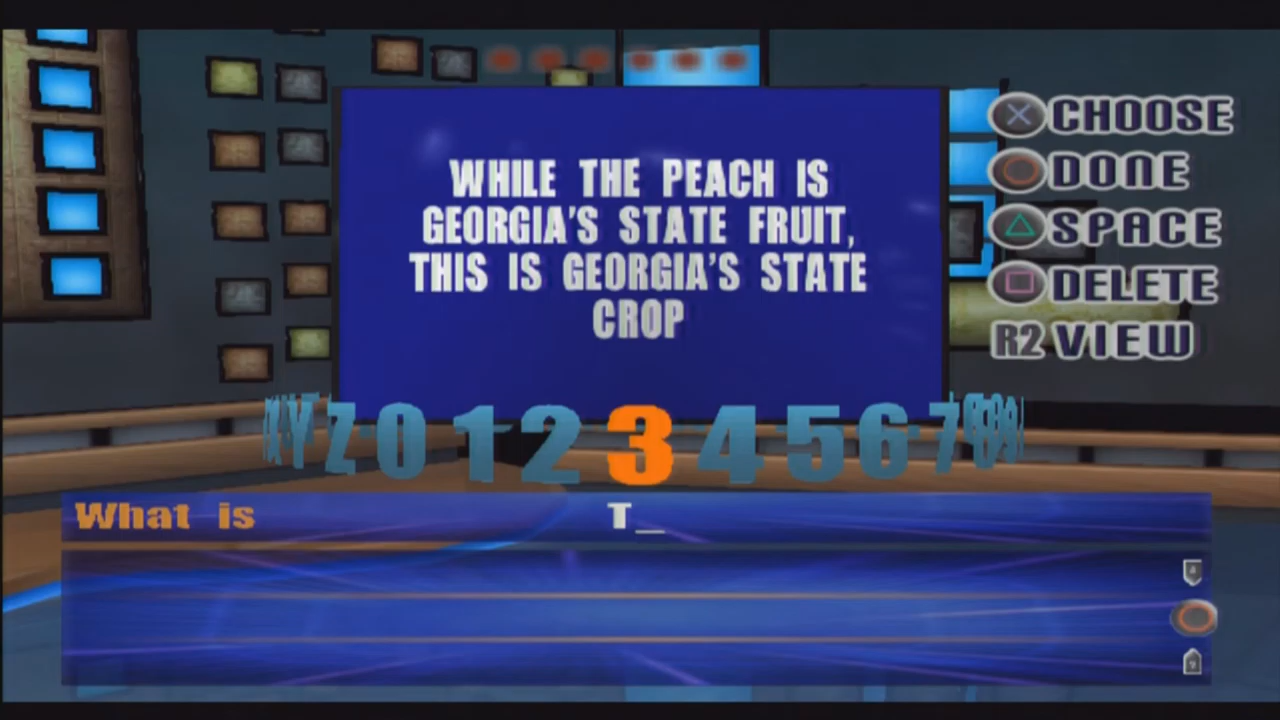 WHILE THE PEACH IS
GEORGIA'S STATE FRUIT,
THIS IS GEORGIA'S STATE
CROP
CHOOSE
DONE
SPACE
DELETE
R2 VIEW
Y Z 0 1 2 3 4 5 6 7
What is T_